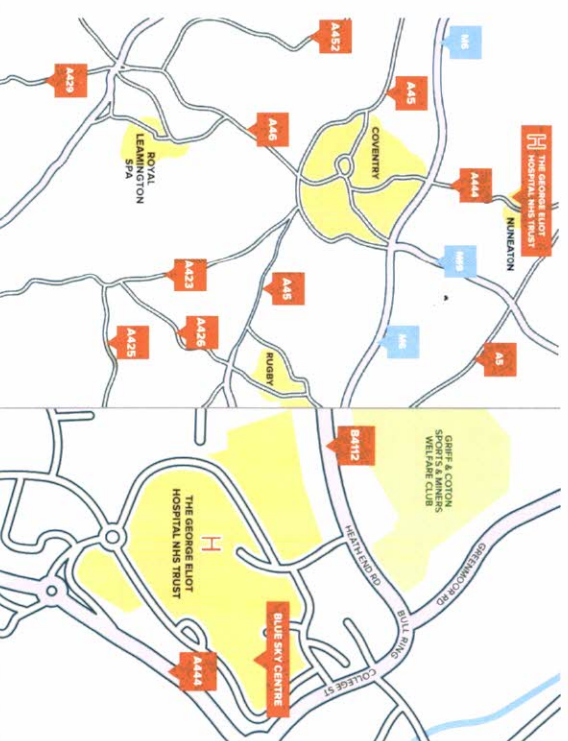 M6
A452
A45
A429
A46
COVENTRY
A444
H
THE GEORGE ELIOT
HOSPITAL NHS TRUST
NUNEATON
ROYAL
LEAMINGTON
SPA
M69
A423
A45
A426
A425
M6
A5
RUGBY
B4112
GRIFF & COTON
SPORTS & MINERS
WELFARE CLUB
HEATH END RD
GREENMOOR RD
BULL RING
COLLEGE ST
H
THE GEORGE ELIOT
HOSPITAL NHS TRUST
BLUE SKY CENTRE
A444